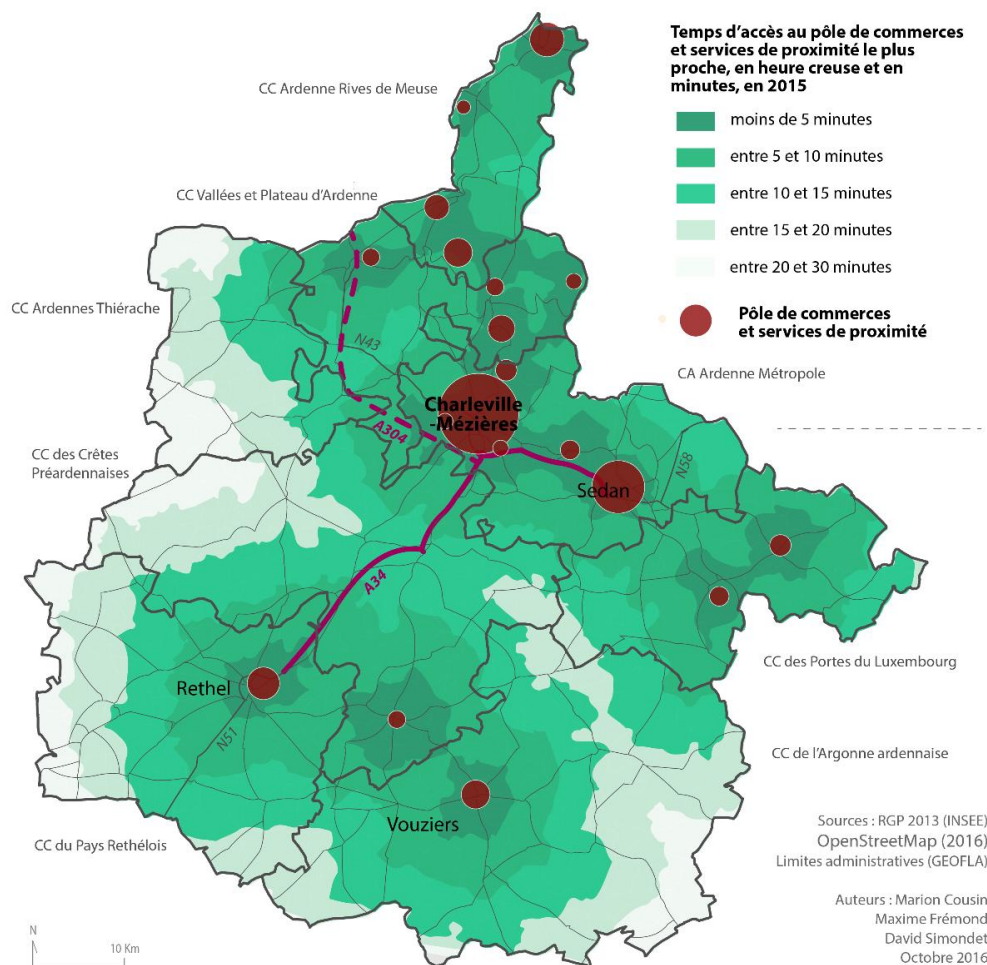 Temps d'accès au pôle de commerces
et services de proximité le plus
proche, en heure creuse et en
minutes, en 2015
moins de 5 minutes
entre 5 et 10 minutes
entre 10 et 15 minutes
entre 15 et 20 minutes
entre 20 et 30 minutes
Pôle de commerces
et services de proximité
CC Ardenne Rives de Meuse
CC Vallées et Plateau d'Ardenne
CC Ardennes Thiérache
N43
CA Ardenne Métropole
Charleville
-Mézières
A304
CC des Crêtes
Préardennaises
N58
Sedan
A34
CC des Portes du Luxembourg
Rethel
N51
CC de l'Argonne ardennaise
Vouziers
CC du Pays Rethélois
Sources : RGP 2013 (INSEE)
OpenStreetMap (2016)
Limites administratives (GEOFLA)
Auteurs : Marion Cousin
Maxime Frémond
David Simondet
Octobre 2016
N
10 Km